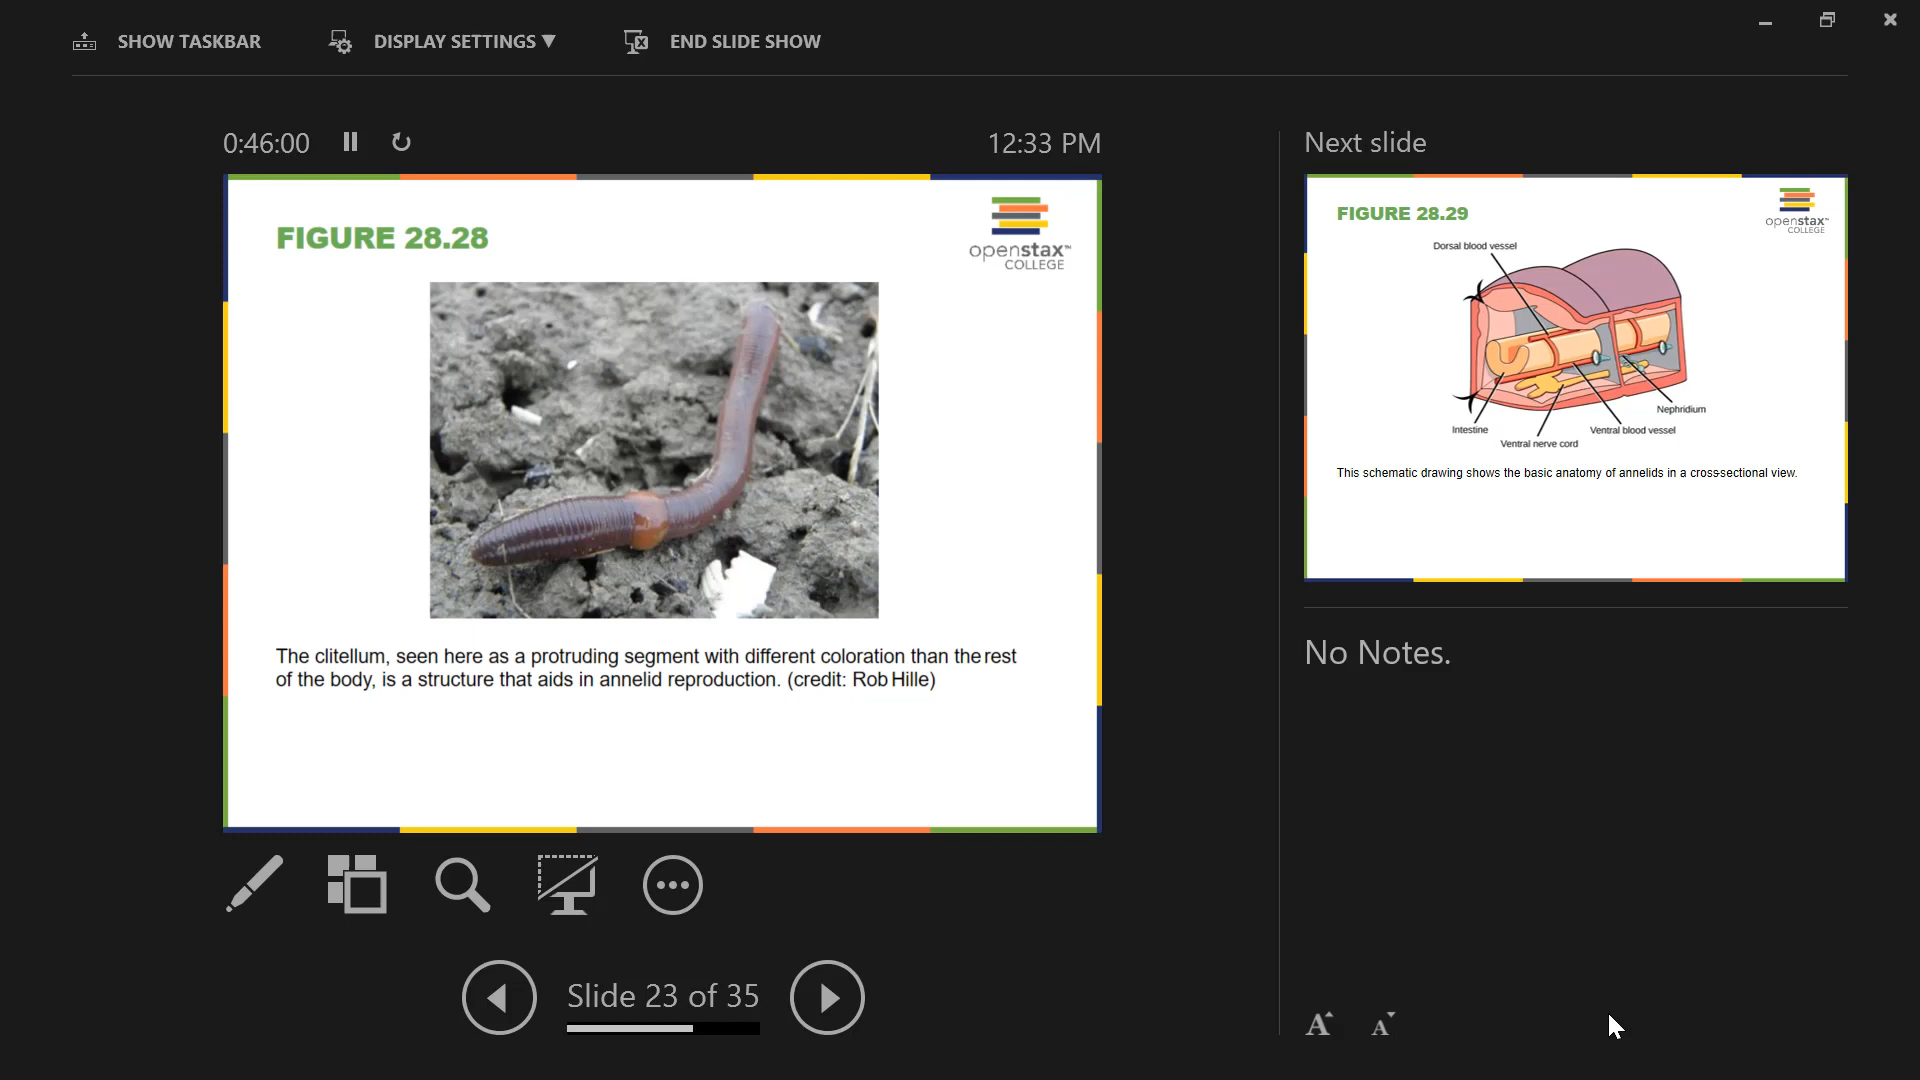 SHOW TASKBAR
DISPLAY SETTINGS ▼
END SLIDE SHOW
0:46:00
12:33 PM
FIGURE 28.28
openstax™
COLLEGE
The clitellum, seen here as a protruding segment with different coloration than the rest
of the body, is a structure that aids in annelid reproduction. (credit: Rob Hille)
Slide 23 of 35
Next slide
FIGURE 28.29
openstax™
COLLEGE
Dorsal blood vessel
Nephridium
Intestine
Ventral blood vessel
Ventral nerve cord
This schematic drawing shows the basic anatomy of annelids in a cross-sectional view.
No Notes.
A A